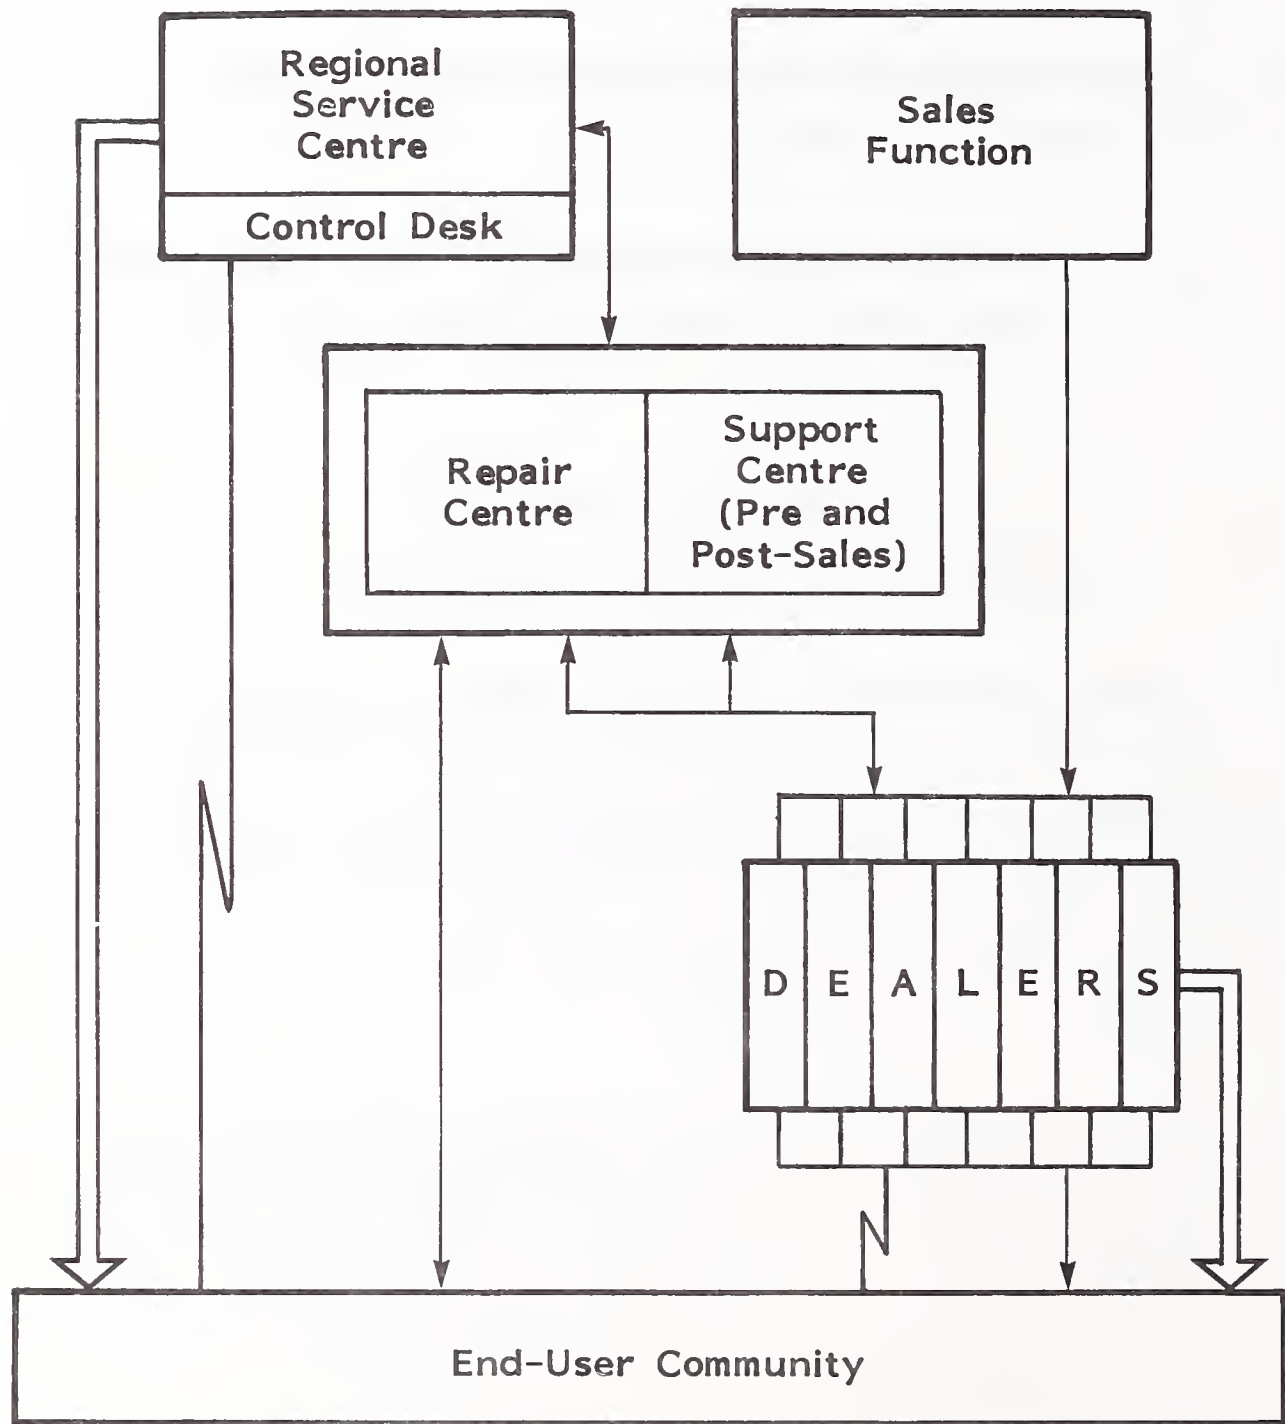 Regional
Service
Centre
Control Desk
Sales
Function
Repair
Centre
Support
Centre
(Pre and
Post-Sales)
D E A L E R S
End-User Community